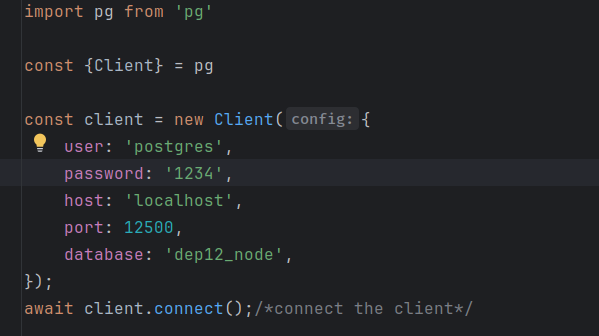 import pg from 'pg'
const {Client} = pg
const client = new Client( config: {
user: 'postgres',
password: '1234',
host: 'localhost',
port: 12500,
database: 'dep12_node',
});
await client.connect();/*connect the client*/